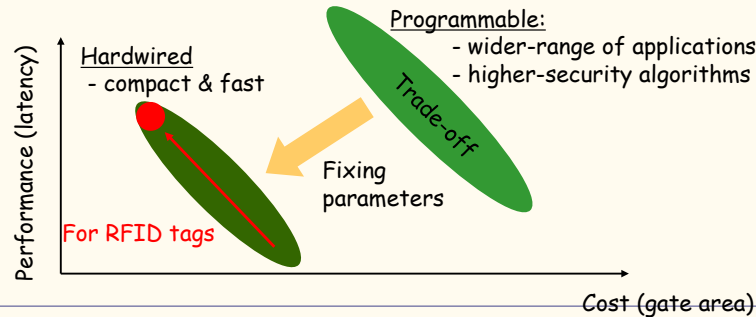 Programmable:
- wider-range of applications
- higher-security algorithms
Hardwired
- compact & fast
Trade-off
Fixing
parameters
For RFID tags
Performance (latency)
Cost (gate area)